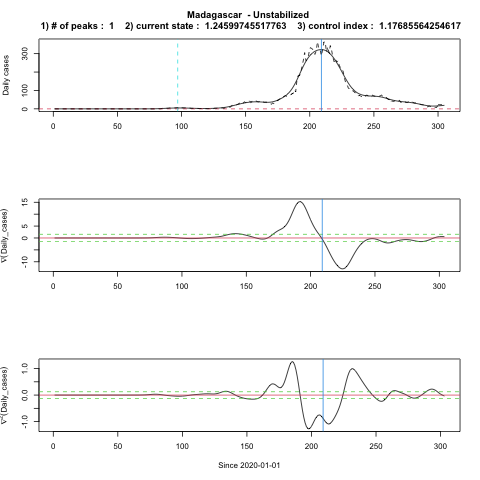 Madagascar - Unstabilized
1) # of peaks : 1 2) current state : 1.24599745517763 3) control index : 1.17685564254617
Daily cases
300
100
0
0 50 100 150 200 250 300
∇(Daily_cases)
15
5
0
-10
0 50 100 150 200 250 300
∇²(Daily_cases)
1.0
0.0
-1.0
0 50 100 150 200 250 300
Since 2020-01-01